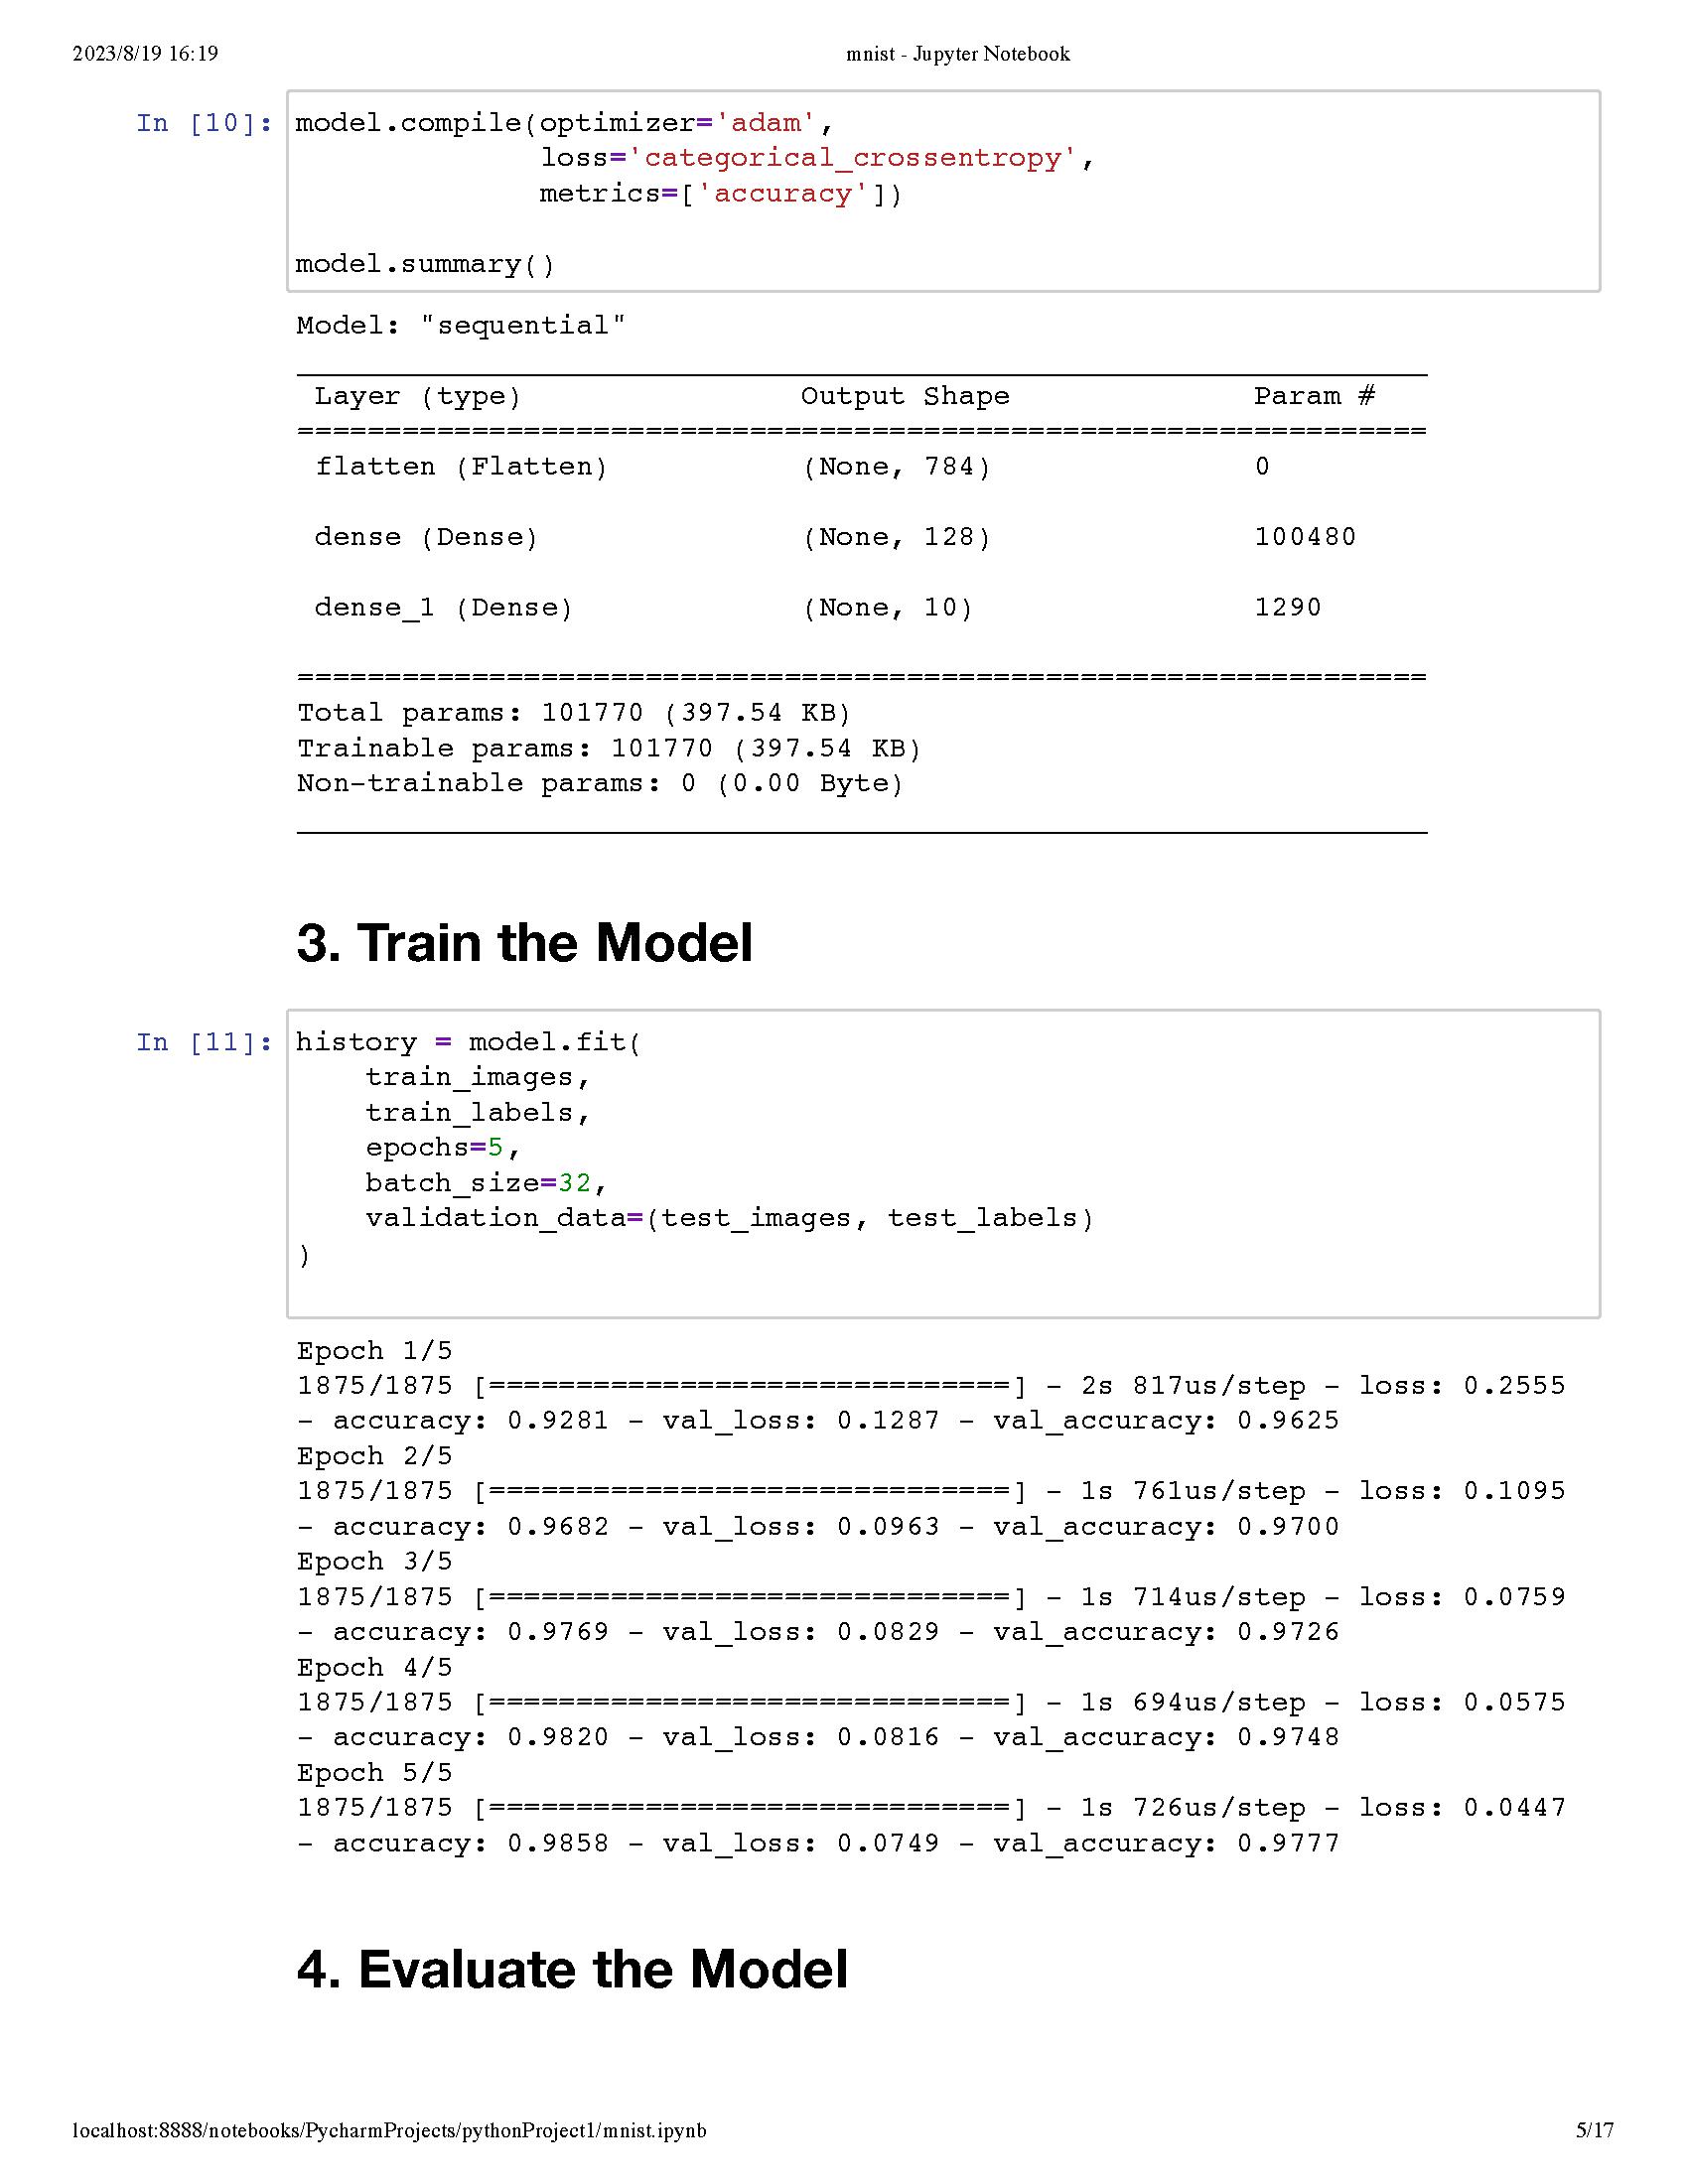 2023/8/19 16:19 mnist - Jupyter Notebook
In [10]: model.compile(optimizer='adam',
              loss='categorical_crossentropy',
              metrics=['accuracy'])
model.summary()
Model: "sequential"
_________________________________________________________________
 Layer (type)                Output Shape              Param #
=================================================================
 flatten (Flatten)           (None, 784)               0
 dense (Dense)               (None, 128)               100480
 dense_1 (Dense)             (None, 10)                1290
=================================================================
Total params: 101770 (397.54 KB)
Trainable params: 101770 (397.54 KB)
Non-trainable params: 0 (0.00 Byte)
_________________________________________________________________
3. Train the Model
In [11]: history = model.fit(
    train_images,
    train_labels,
    epochs=5,
    batch_size=32,
    validation_data=(test_images, test_labels)
)
Epoch 1/5
1875/1875 [==============================] - 2s 817us/step - loss: 0.2555
- accuracy: 0.9281 - val_loss: 0.1287 - val_accuracy: 0.9625
Epoch 2/5
1875/1875 [==============================] - 1s 761us/step - loss: 0.1095
- accuracy: 0.9682 - val_loss: 0.0963 - val_accuracy: 0.9700
Epoch 3/5
1875/1875 [==============================] - 1s 714us/step - loss: 0.0759
- accuracy: 0.9769 - val_loss: 0.0829 - val_accuracy: 0.9726
Epoch 4/5
1875/1875 [==============================] - 1s 694us/step - loss: 0.0575
- accuracy: 0.9820 - val_loss: 0.0816 - val_accuracy: 0.9748
Epoch 5/5
1875/1875 [==============================] - 1s 726us/step - loss: 0.0447
- accuracy: 0.9858 - val_loss: 0.0749 - val_accuracy: 0.9777
4. Evaluate the Model
localhost:8888/notebooks/PycharmProjects/pythonProject1/mnist.ipynb 5/17